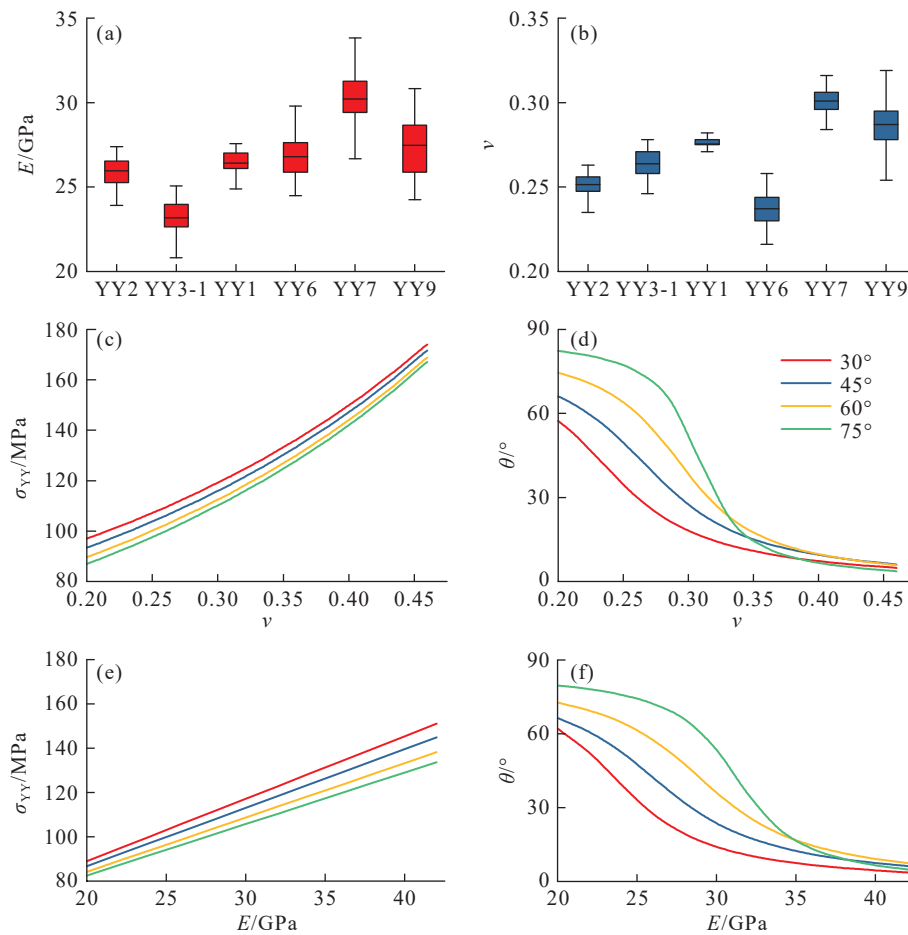 (a)
E/GPa
35
30
25
20
YY2 YY3-1 YY1 YY6 YY7 YY9
(b)
ν
0.35
0.30
0.25
0.20
YY2 YY3-1 YY1 YY6 YY7 YY9
(c)
σYY/MPa
180
160
140
120
100
80
0.20 0.25 0.30 0.35 0.40 0.45
ν
(d)
θ/°
90
60
30
0
0.20 0.25 0.30 0.35 0.40 0.45
ν
30°
45°
60°
75°
(e)
σYY/MPa
180
160
140
120
100
80
20 25 30 35 40
E/GPa
(f)
θ/°
90
60
30
0
20 25 30 35 40
E/GPa